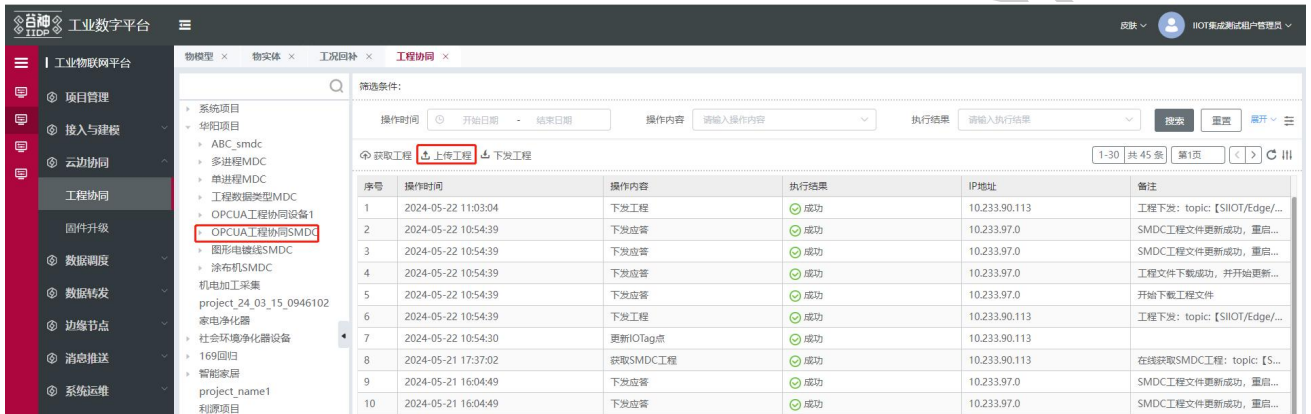 谷神 IIDP 工业数字平台
皮肤 IIOT集成测试租户管理员
工业物联网平台
项目管理
接入与建模
云边协同
工程协同
固件升级
数据调度
数据转发
边缘节点
消息推送
系统运维
物模型 × 物实体 × 工况回补 × 工程协同 ×
系统项目
华阳项目
ABC_smdc
多进程MDC
单进程MDC
工程数据类型MDC
OPCUA工程协同设备1
OPCUA工程协同SMDC
图形电镀线SMDC
涂布机SMDC
机电加工采集
project_24_03_15_0946102
家电净化器
社会环境净化器设备
169回归
智能家居
project_name1
利源项目
筛选条件:
操作时间 开始日期 - 结束日期 操作内容 请输入操作内容 执行结果 请输入执行结果 搜索 重置 展开
获取工程 上传工程 下发工程 1-30 共 45 条 第1页
序号 操作时间 操作内容 执行结果 IP地址 备注
1 2024-05-22 11:03:04 下发工程 成功 10.233.90.113 工程下发: topic:【SIIOT/Edge/...
2 2024-05-22 10:54:39 下发应答 成功 10.233.97.0 SMDC工程文件更新成功，重启...
3 2024-05-22 10:54:39 下发应答 成功 10.233.97.0 SMDC工程文件更新成功，重启...
4 2024-05-22 10:54:39 下发应答 成功 10.233.97.0 工程文件下载成功，并开始更新...
5 2024-05-22 10:54:39 下发应答 成功 10.233.97.0 开始下载工程文件
6 2024-05-22 10:54:39 下发工程 成功 10.233.90.113 工程下发: topic:【SIIOT/Edge/...
7 2024-05-22 10:54:30 更新IOTag点 成功 10.233.90.113
8 2024-05-21 17:37:02 获取SMDC工程 成功 10.233.90.113 在线获取SMDC工程: topic:【S...
9 2024-05-21 16:04:49 下发应答 成功 10.233.97.0 SMDC工程文件更新成功，重启...
10 2024-05-21 16:04:49 下发应答 成功 10.233.97.0 SMDC工程文件更新成功，重启...